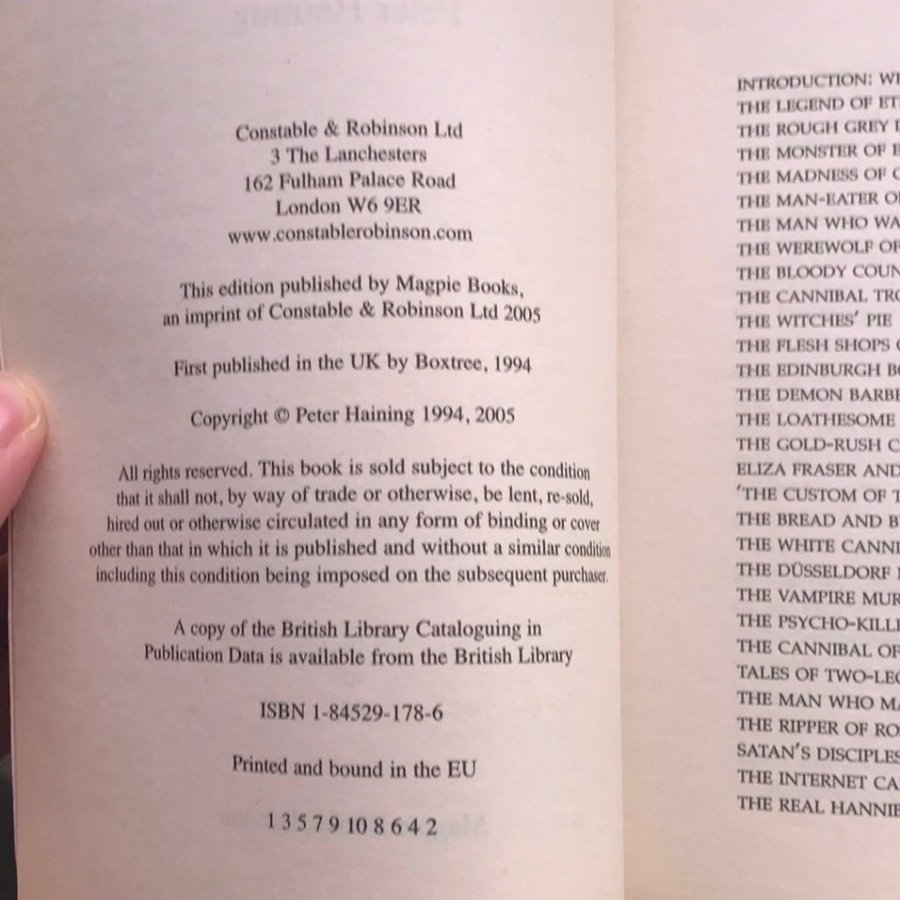 Constable & Robinson Ltd
3 The Lanchesters
162 Fulham Palace Road
London W6 9ER
www.constablerobinson.com
This edition published by Magpie Books,
an imprint of Constable & Robinson Ltd 2005
First published in the UK by Boxtree, 1994
Copyright © Peter Haining 1994, 2005
All rights reserved. This book is sold subject to the condition
that it shall not, by way of trade or otherwise, be lent, re-sold,
hired out or otherwise circulated in any form of binding or cover
other than that in which it is published and without a similar condition
including this condition being imposed on the subsequent purchaser.
A copy of the British Library Cataloguing in
Publication Data is available from the British Library
ISBN 1-84529-178-6
Printed and bound in the EU
1 3 5 7 9 10 8 6 4 2
INTRODUCTION:
THE LEGEND OF
THE ROUGH GREY
THE MONSTER OF
THE MADNESS OF
THE MAN-EATER
THE MAN WHO
THE WEREWOLF OF
THE BLOODY
THE CANNIBAL
THE WITCHES' PIE
THE FLESH SHOPS
THE EDINBURGH
THE DEMON
THE LOATHESOME
THE GOLD-RUSH
ELIZA FRASER AND
'THE CUSTOM OF
THE BREAD AND
THE WHITE
THE DÜSSELDORF
THE VAMPIRE
THE
THE CANNIBAL OF
TALES OF
THE MAN WHO
THE RIPPER OF
SATAN'S DISCIPLES
THE INTERNET
THE REAL